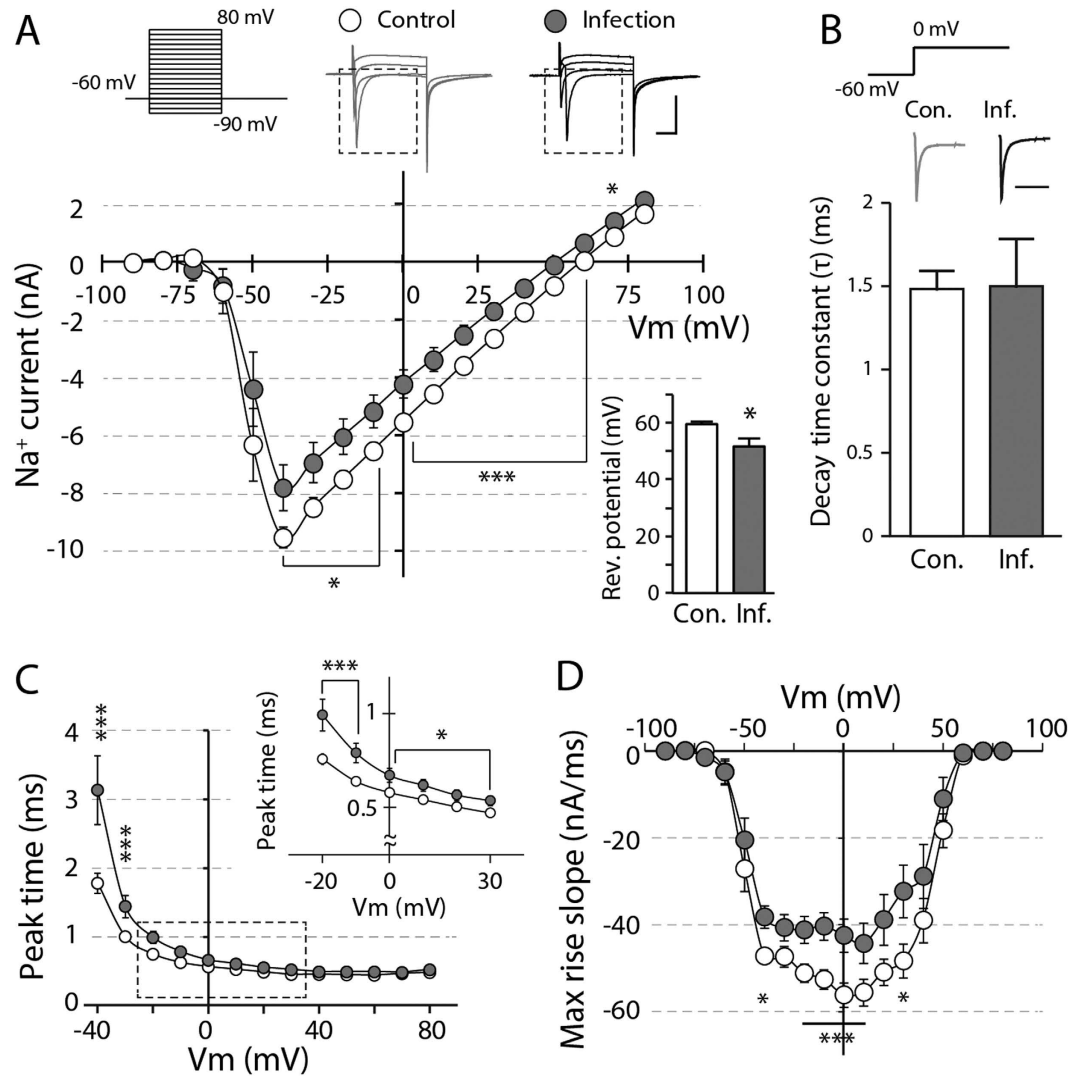 A
80 mV
-60 mV
-90 mV
Control
Infection
2
0
-2
-4
-6
-8
-10
Na⁺ current (nA)
-100 -75 -50 -25 0 25 75 100
Vm (mV)
*
***
*
Rev. potential (mV)
60
40
60
20
0
*
Con. Inf.
B
0 mV
-60 mV
Con. Inf.
Decay time constant (τ) (ms)
2
1.5
1
0.5
0
Con. Inf.
C
Peak time (ms)
4
3
2
1
0
-40 0 40 80
Vm (mV)
***
***
Peak time (ms)
***
*
1
0.5
≈
-20 0 30
Vm (mV)
D
Vm (mV)
-100 -50 0 50 100
Max rise slope (nA/ms)
0
-20
-40
-60
*
*
***